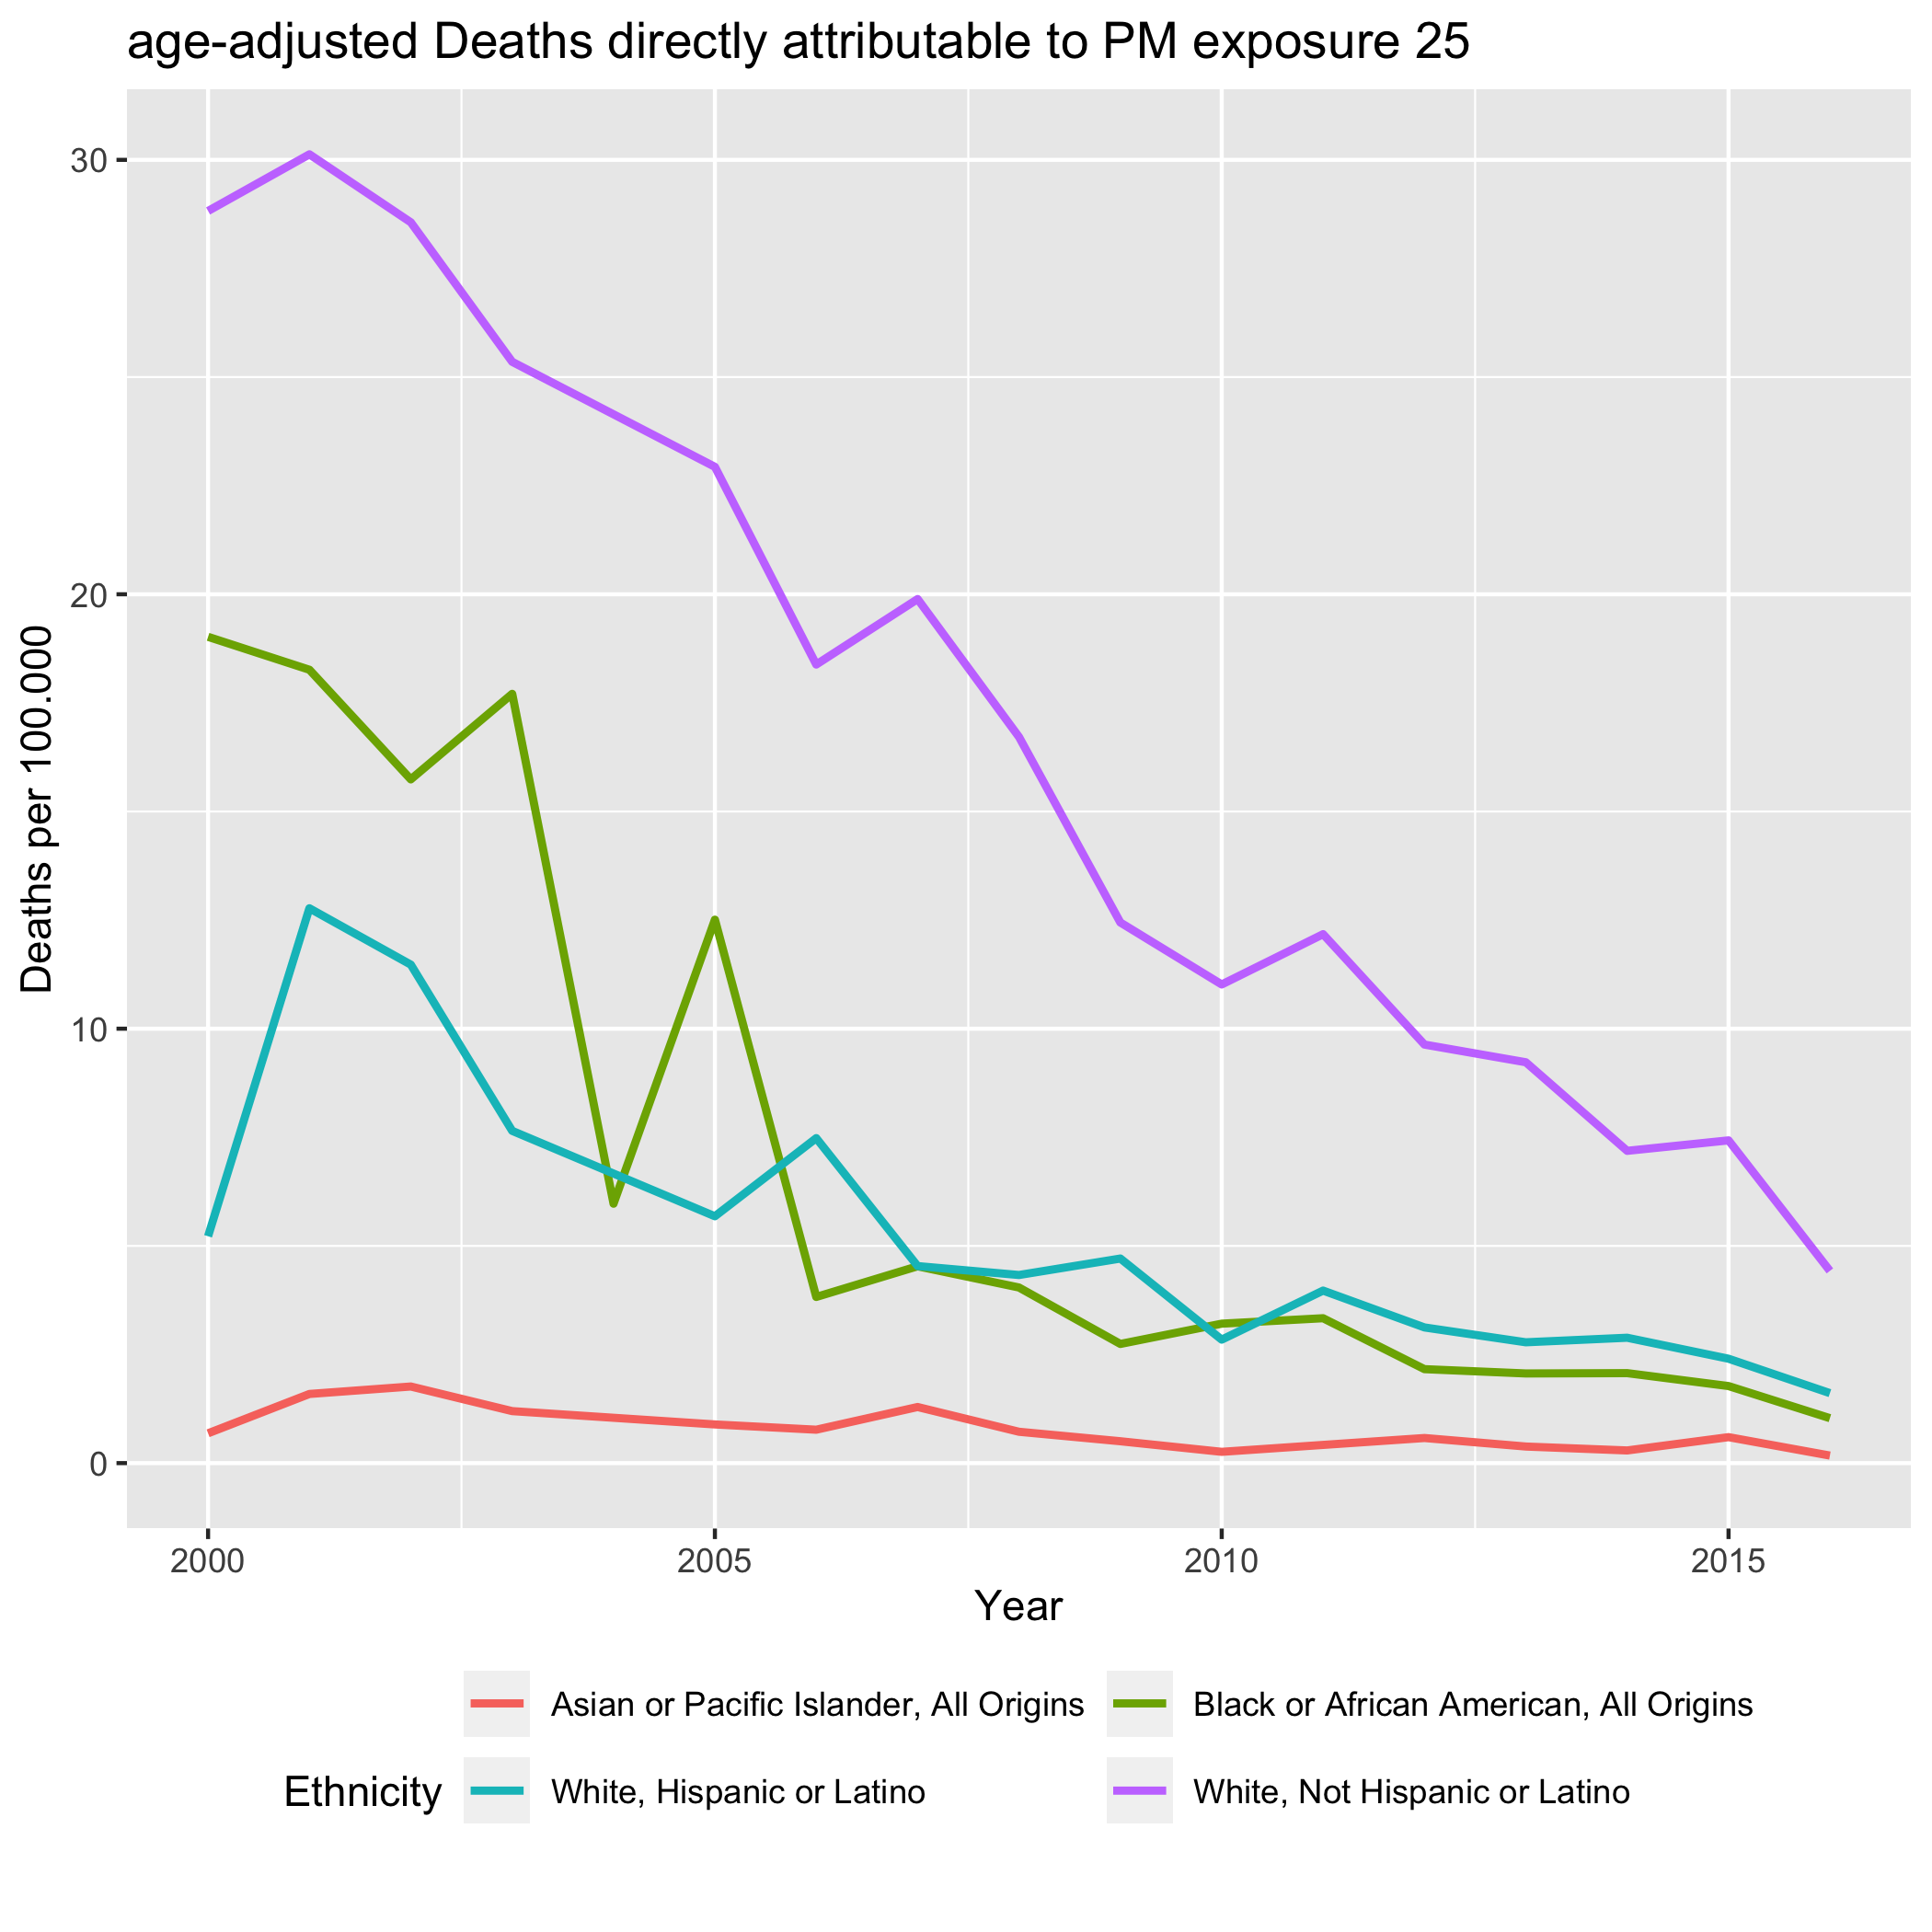 age-adjusted Deaths directly attributable to PM exposure 25
Deaths per 100.000
30
20
10
0
2000 2005 2010 2015
Year
Ethnicity
Asian or Pacific Islander, All Origins
Black or African American, All Origins
White, Hispanic or Latino
White, Not Hispanic or Latino